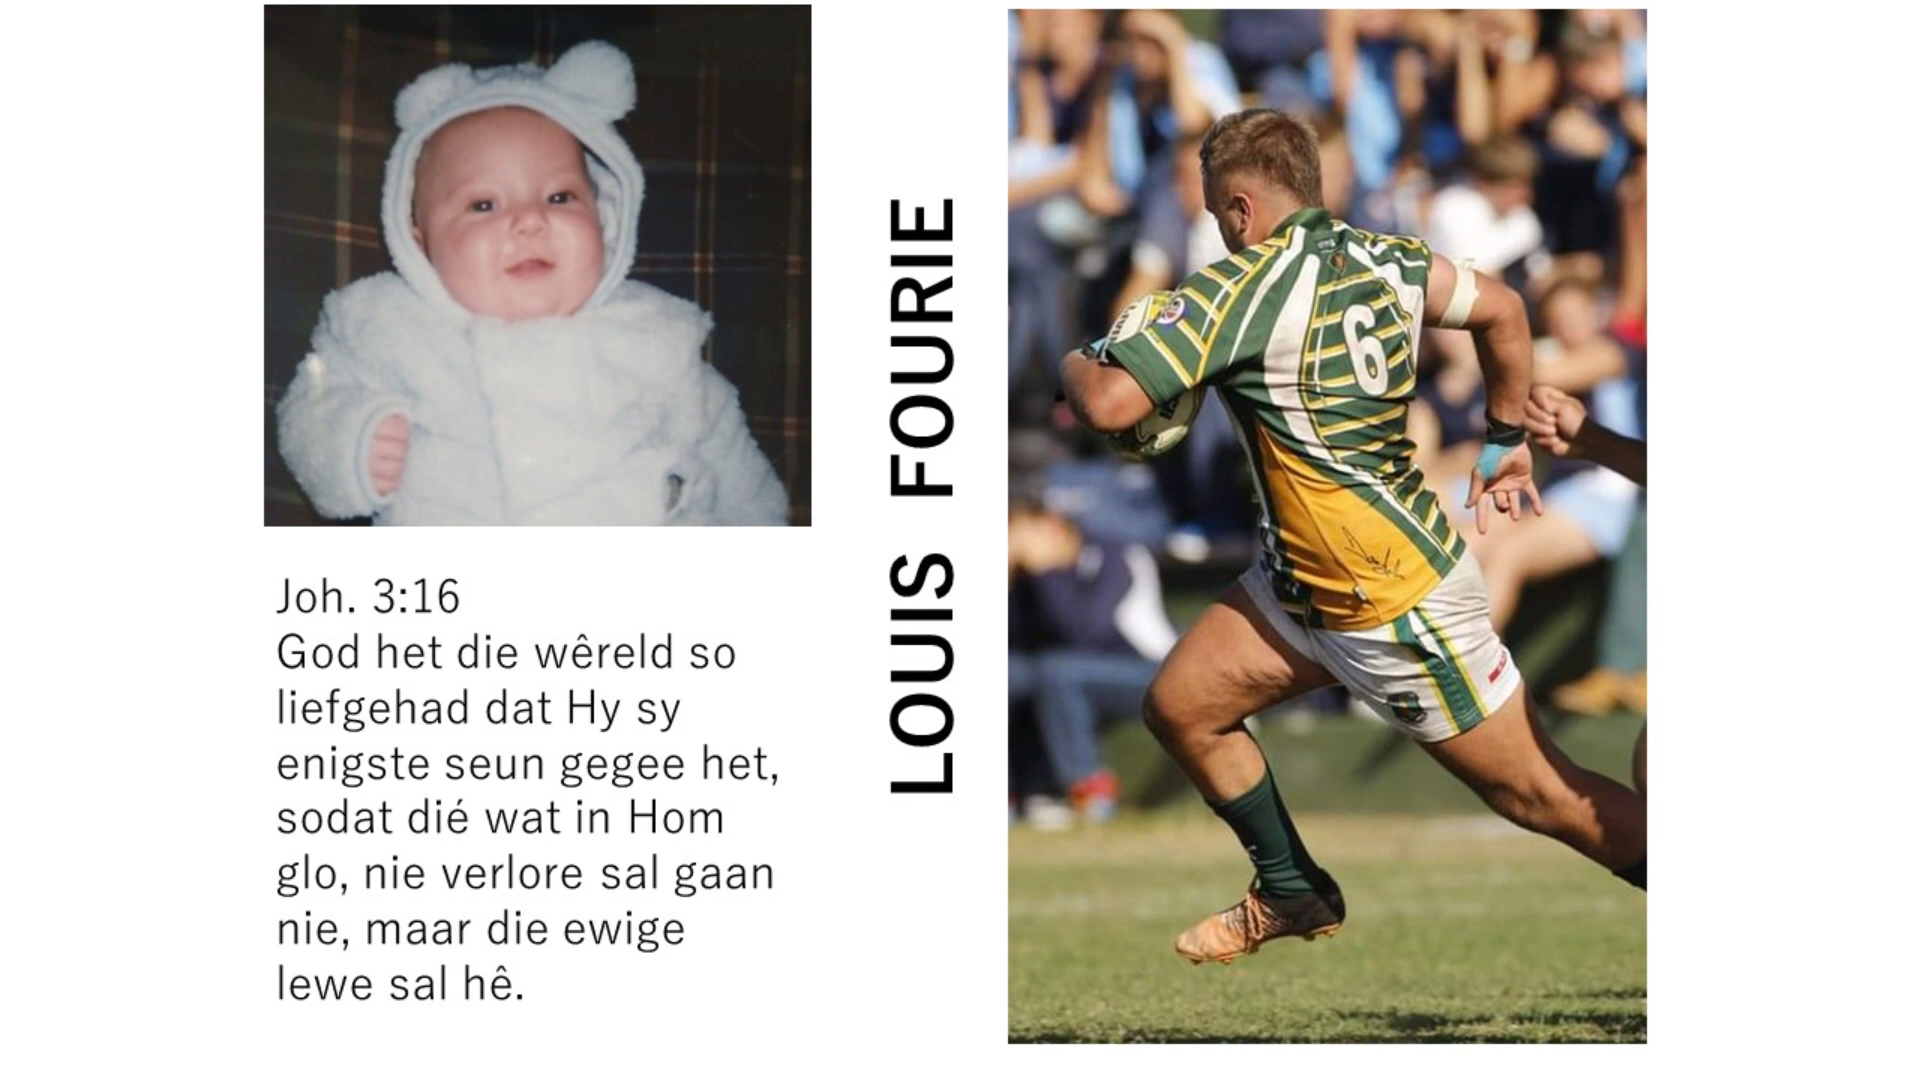 Joh. 3:16
God het die wêreld so
liefgehad dat Hy sy
enigste seun gegee het,
sodat dié wat in Hom
glo, nie verlore sal gaan
nie, maar die ewige
lewe sal hê.
LOUIS FOURIE
6